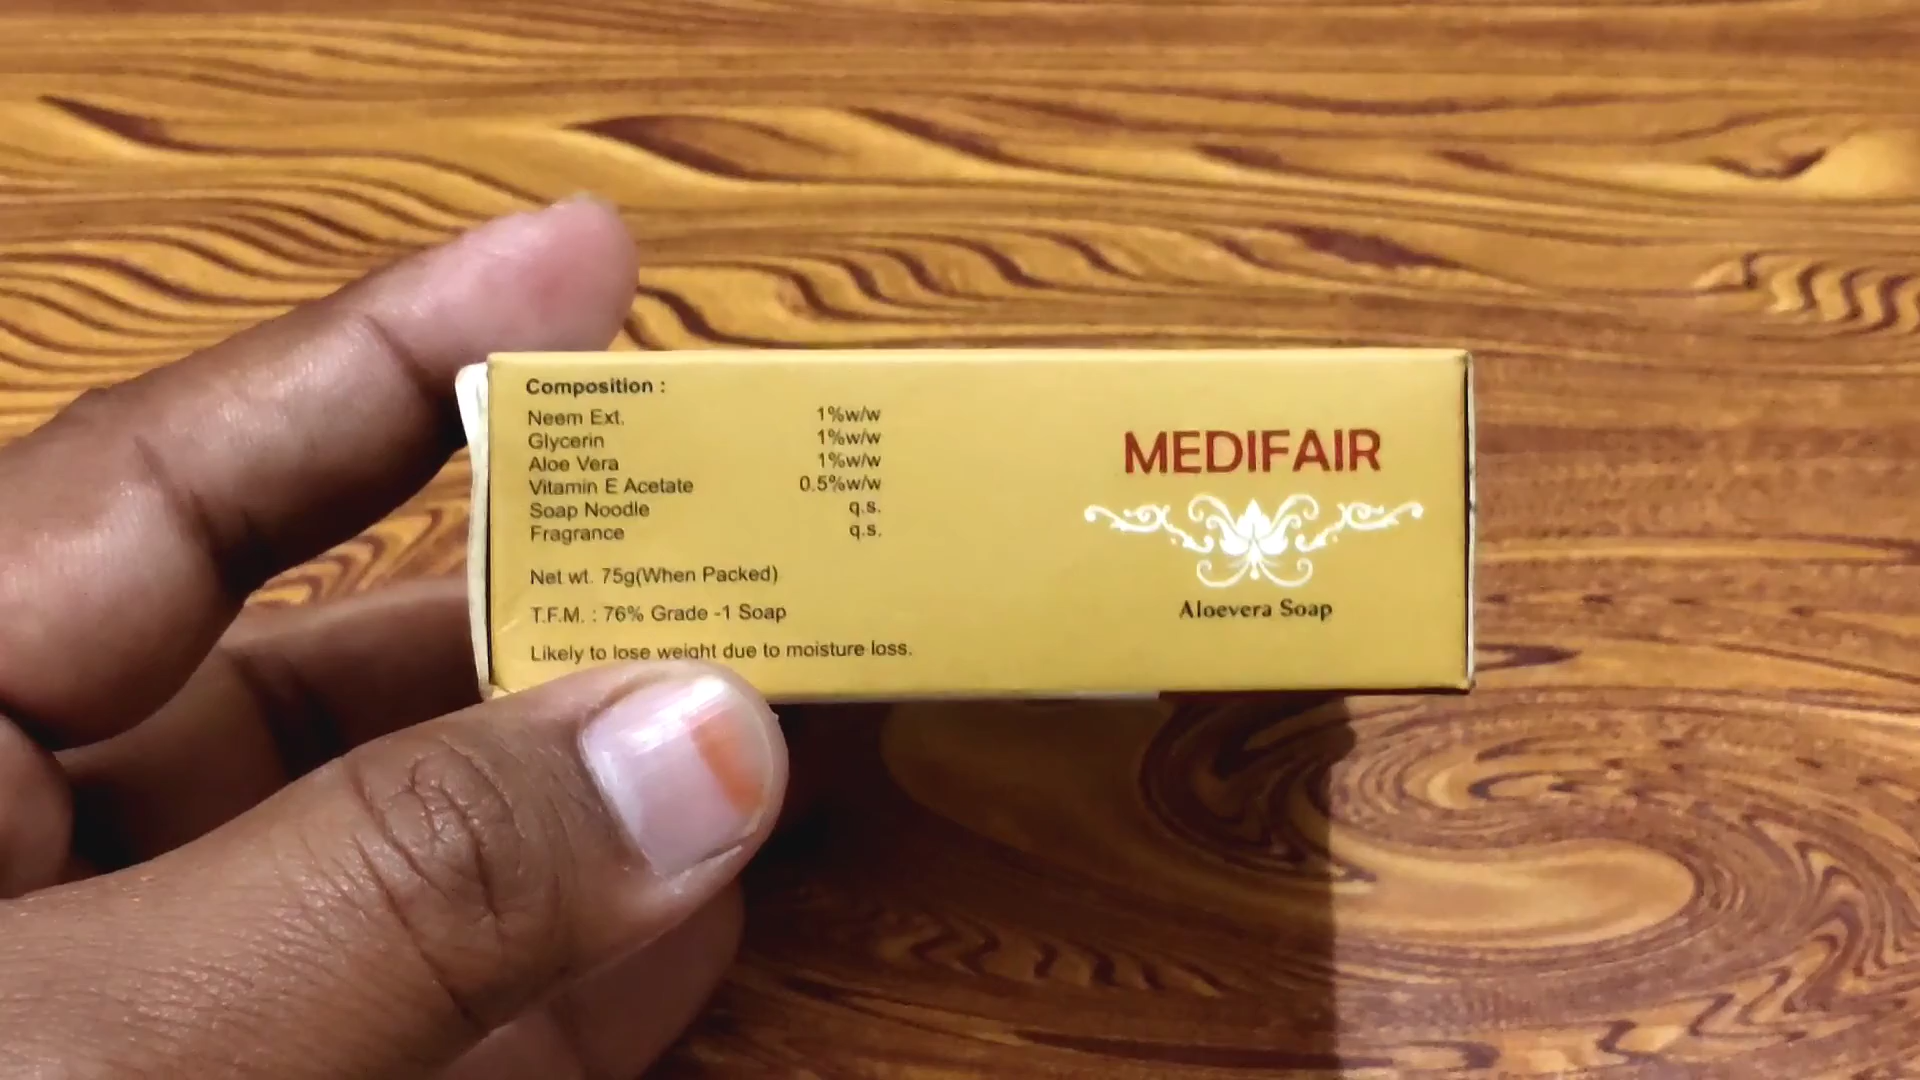 Composition :
Neem Ext. 1%w/w
Glycerin 1%w/w
Aloe Vera 1%w/w
Vitamin E Acetate 0.5%w/w
Soap Noodle q.s.
Fragrance q.s.
Net wt. 75g(When Packed)
T.F.M. : 76% Grade -1 Soap
Likely to lose weight due to moisture loss.
MEDIFAIR
Aloevera Soap